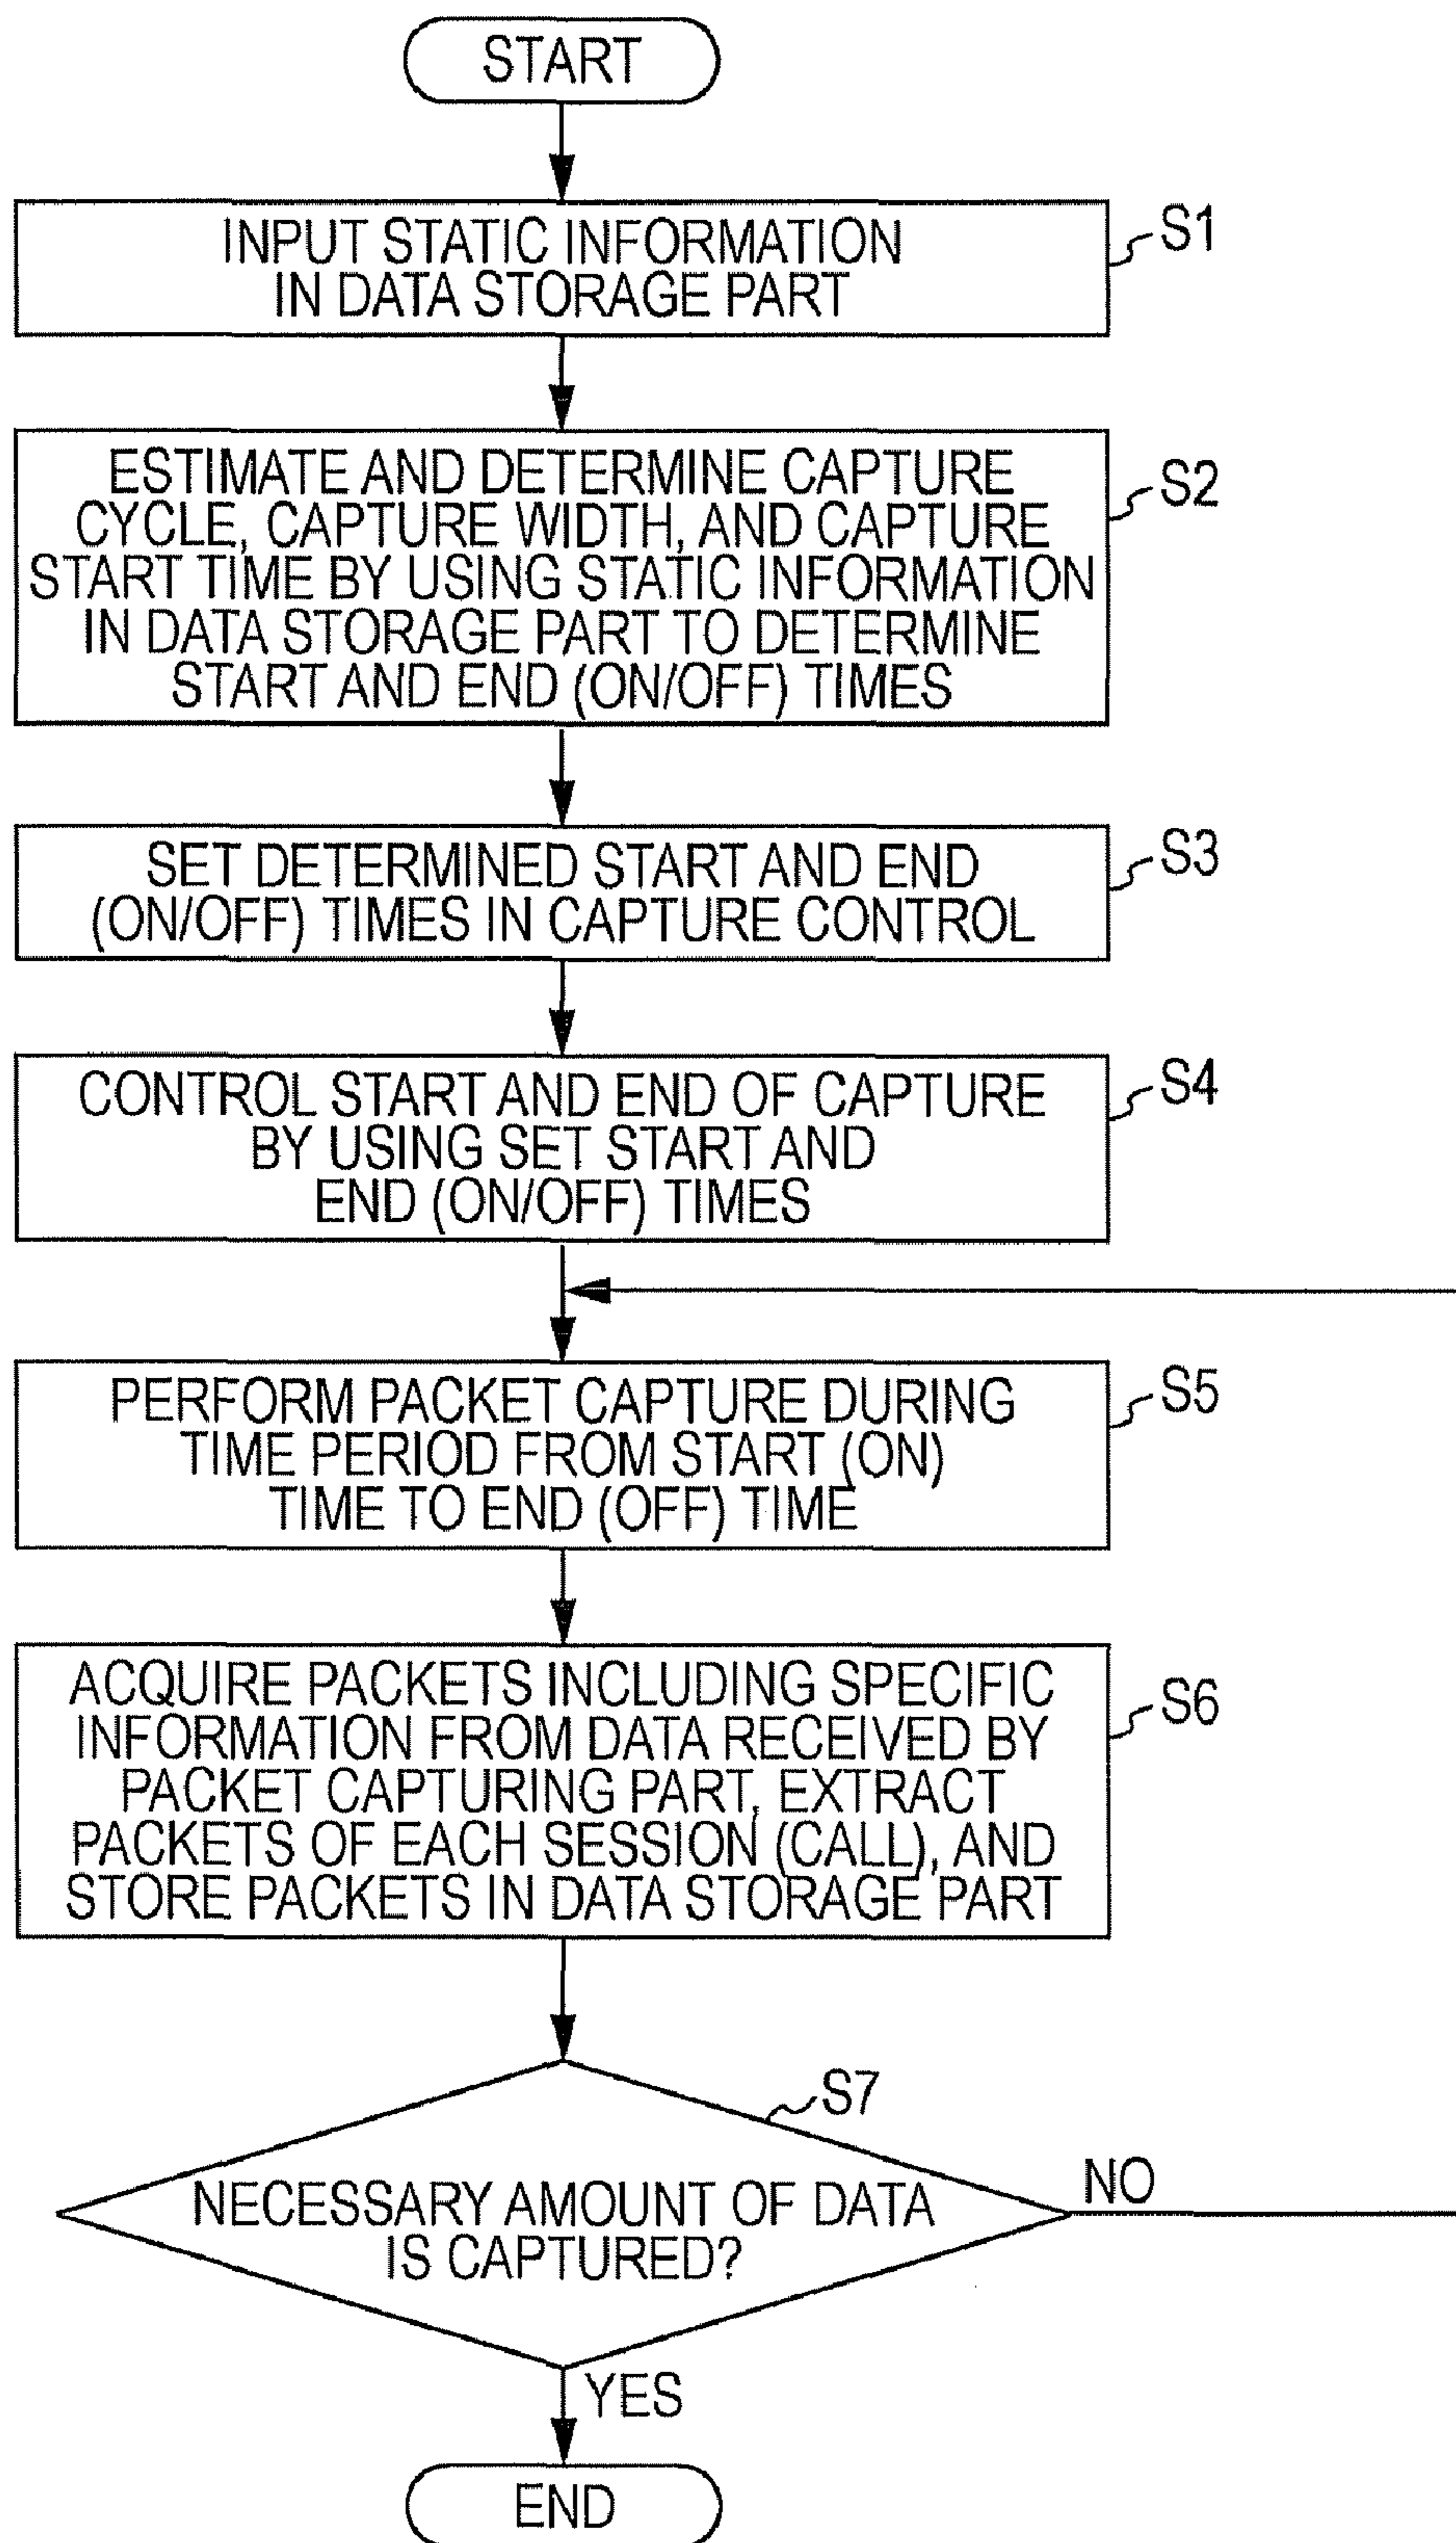 START
INPUT STATIC INFORMATION
IN DATA STORAGE PART
S1
ESTIMATE AND DETERMINE CAPTURE
CYCLE, CAPTURE WIDTH, AND CAPTURE
START TIME BY USING STATIC INFORMATION
IN DATA STORAGE PART TO DETERMINE
START AND END (ON/OFF) TIMES
S2
SET DETERMINED START AND END
(ON/OFF) TIMES IN CAPTURE CONTROL
S3
CONTROL START AND END OF CAPTURE
BY USING SET START AND
END (ON/OFF) TIMES
S4
PERFORM PACKET CAPTURE DURING
TIME PERIOD FROM START (ON)
TIME TO END (OFF) TIME
S5
ACQUIRE PACKETS INCLUDING SPECIFIC
INFORMATION FROM DATA RECEIVED BY
PACKET CAPTURING PART, EXTRACT
PACKETS OF EACH SESSION (CALL), AND
STORE PACKETS IN DATA STORAGE PART
S6
S7
NECESSARY AMOUNT OF DATA
IS CAPTURED?
NO
YES
END